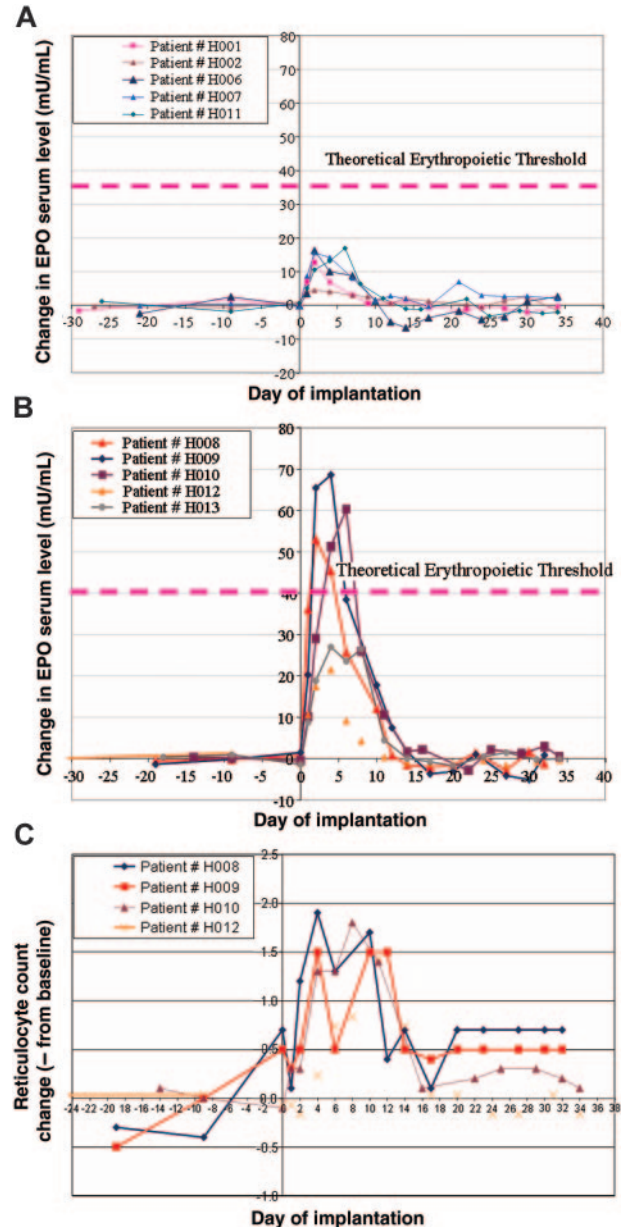 A
Patient # H001
Patient # H002
Patient # H006
Patient # H007
Patient # H011
Theoretical Erythropoietic Threshold
Change in EPO serum level (mU/mL)
80
70
60
50
40
30
20
10
0
-10
-20
-30 -25 -20 -15 -10 -5 0 5 10 15 20 25 30 35 40
Day of implantation
B
Patient # H008
Patient # H009
Patient # H010
Patient # H012
Patient # H013
Theoretical Erythropoietic Threshold
Change in EPO serum level (mU/mL)
80
70
60
50
40
30
20
10
0
-10
-30 -25 -20 -15 -10 -5 0 5 10 15 20 25 30 35 40
Day of implantation
C
Patient # H008
Patient # H009
Patient # H010
Patient # H012
Reticulocyte count
change (– from baseline)
2.5
2.0
1.5
1.0
0.5
0.0
-0.5
-1.0
-24 -22 -20 -18 -16 -14 -12 -10 -8 -6 -4 -2 0 2 4 6 8 10 12 14 16 18 20 22 24 26 28 30 32 34 36 38
Day of implantation